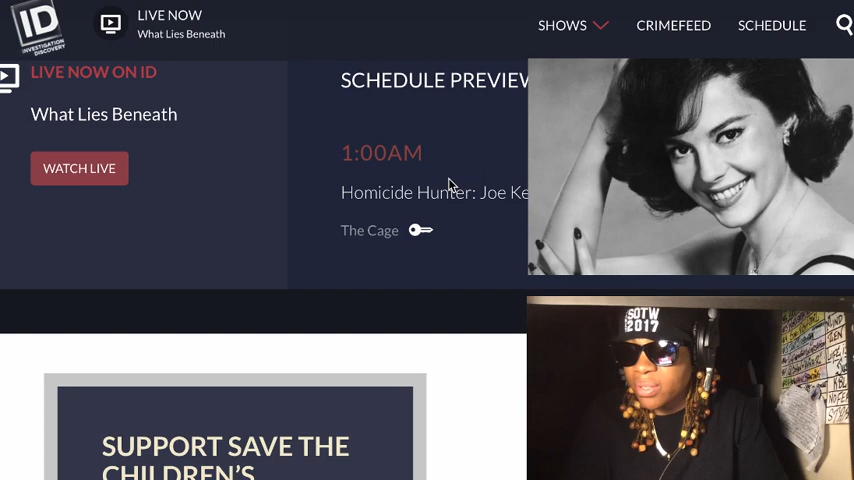 ID
INVESTIGATION
DISCOVERY
LIVE NOW
What Lies Beneath
SHOWS
CRIMEFEED
SCHEDULE
LIVE NOW ON ID
What Lies Beneath
WATCH LIVE
SCHEDULE PREVIEW
1:00AM
Homicide Hunter: Joe Ke
The Cage
SOTW
2017
SUPPORT SAVE THE
CHILDREN'S